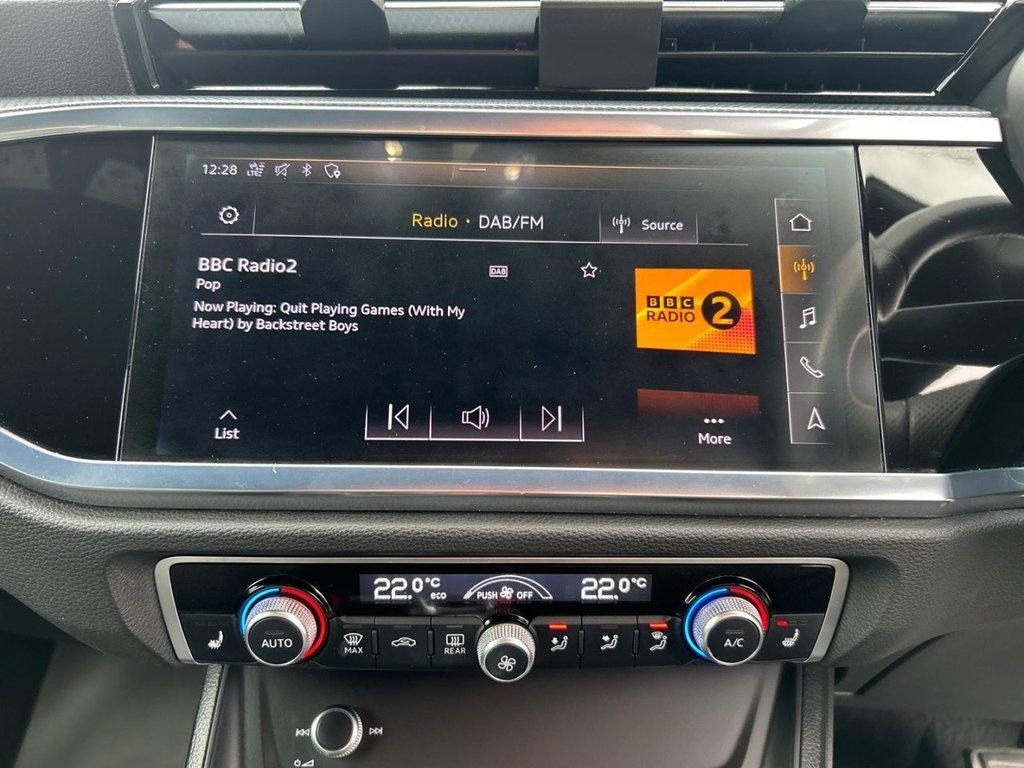 12:28 LTE
Radio • DAB/FM
Source
BBC Radio2
DAB
Pop
Now Playing: Quit Playing Games (With My
Heart) by Backstreet Boys
BBC
RADIO 2
List
More
22.0°C
eco
PUSH OFF
22.0°C
AUTO
MAX
REAR
A/C